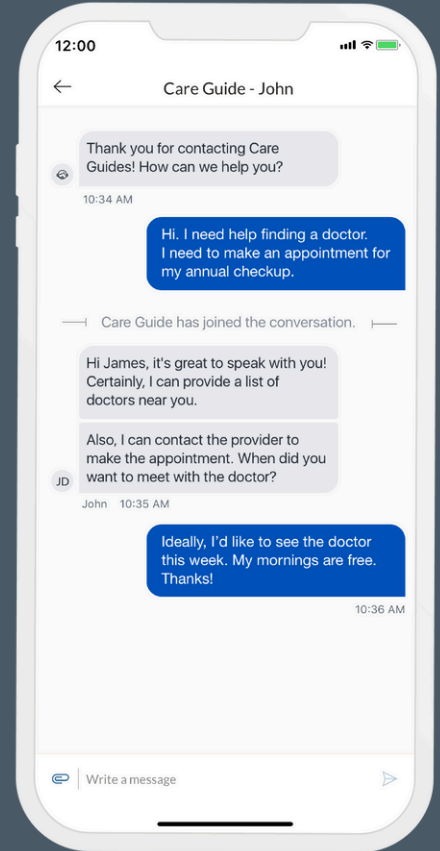 12:00
Care Guide - John
Thank you for contacting Care
Guides! How can we help you?
10:34 AM
Hi. I need help finding a doctor.
I need to make an appointment for
my annual checkup.
Care Guide has joined the conversation.
Hi James, it's great to speak with you!
Certainly, I can provide a list of
doctors near you.
Also, I can contact the provider to
make the appointment. When did you
want to meet with the doctor?
JD
John 10:35 AM
Ideally, I'd like to see the doctor
this week. My mornings are free.
Thanks!
10:36 AM
Write a message